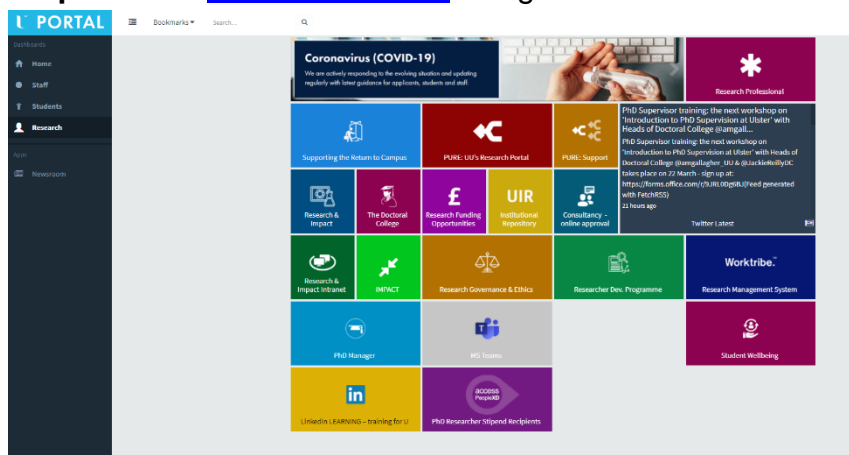 PORTAL
Bookmarks
Search...
Dashboards
Home
Staff
Students
Research
Apps
Newsroom
Coronavirus (COVID-19)
We are actively responding to the evolving situation and updating
regularly with latest guidance for applicants, students and staff.
Research Professional
Supporting the Return to Campus
PURE: UU's Research Portal
PURE: Support
PhD Supervisor training: the next workshop on
'Introduction to PhD Supervision at Ulster' with
Heads of Doctoral College @amgall...
PhD Supervisor training: the next workshop on
'Introduction to PhD Supervision at Ulster' with Heads of
Doctoral College @amgallagher_UU & @JackieReillyDC
takes place on 22 March - sign up at:
(Feed generated
with FetchRSS)
21 hours ago
Twitter Latest
Research &
Impact
The Doctoral
College
£
Research Funding
Opportunities
UIR
Institutional
Repository
Consultancy -
online approval
Research &
Impact Intranet
IMPACT
Research Governance & Ethics
Researcher Dev. Programme
Worktribe.
Research Management System
PhD Manager
T
MS Teams
Student Wellbeing
in
LinkedIn LEARNING – training for U
access
PeopleXD
PhD Researcher Stipend Recipients